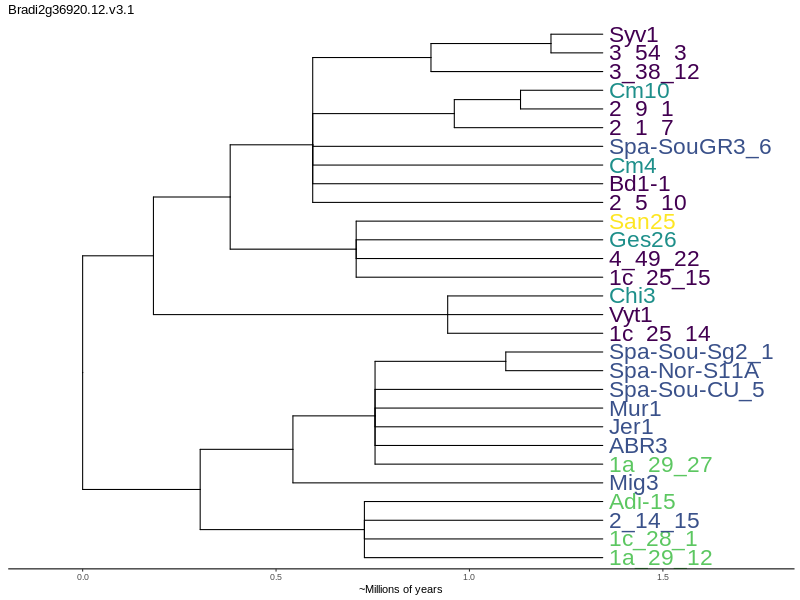 Bradi2g36920.12.v3.1
Syv1
3_54_3
3_38_12
Cm10
2_9_1
2_1_7
Spa-SouGR3_6
Cm4
Bd1-1
2_5_10
San25
Ges26
4_49_22
1c_25_15
Chi3
Vyt1
1c_25_14
Spa-Sou-Sg2_1
Spa-Nor-S11A
Spa-Sou-CU_5
Mur1
Jer1
ABR3
1a_29_27
Mig3
Adi-15
2_14_15
1c_28_1
1a_29_12
0.0 0.5 1.0 1.5
~Millions of years